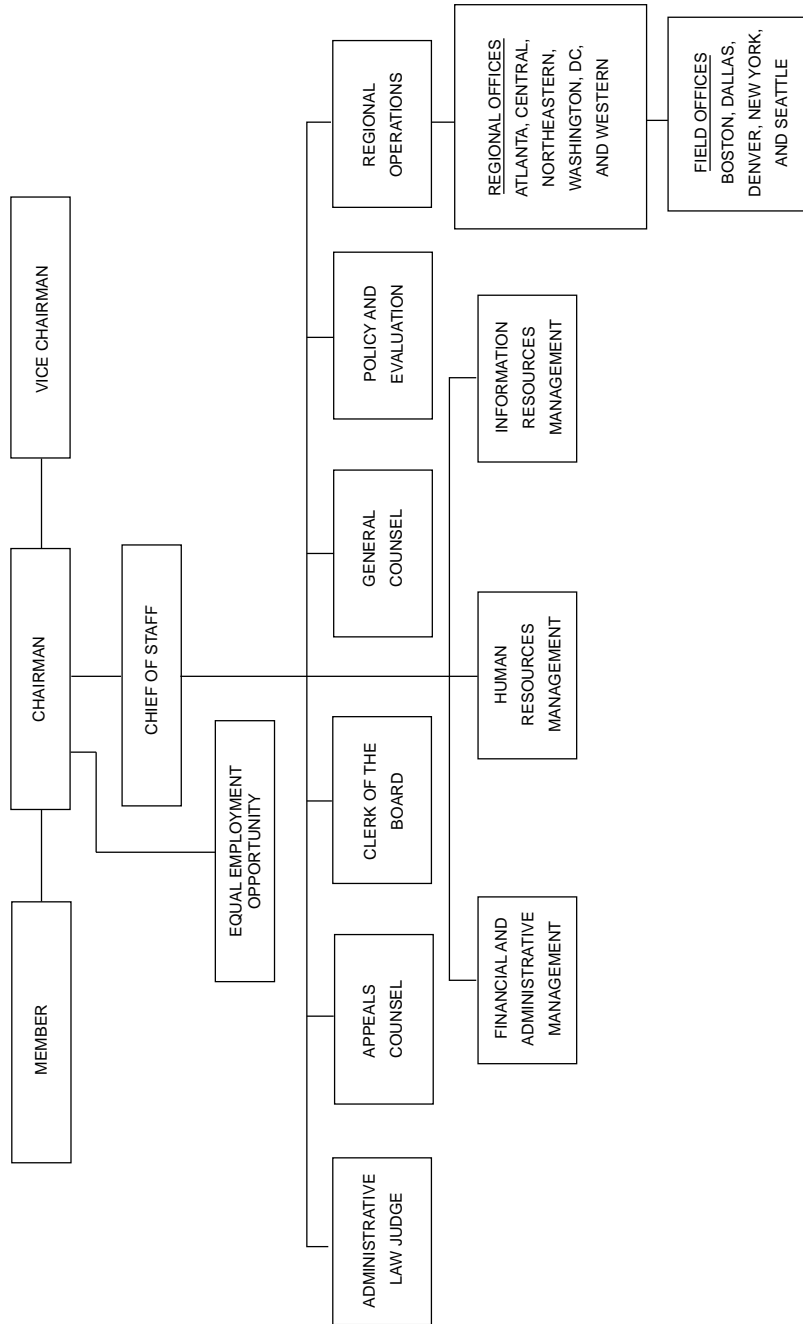 MEMBER
CHAIRMAN
VICE CHAIRMAN
CHIEF OF STAFF
EQUAL EMPLOYMENT
OPPORTUNITY
ADMINISTRATIVE
LAW JUDGE
APPEALS
COUNSEL
CLERK OF THE
BOARD
GENERAL
COUNSEL
POLICY AND
EVALUATION
REGIONAL
OPERATIONS
FINANCIAL AND
ADMINISTRATIVE
MANAGEMENT
HUMAN
RESOURCES
MANAGEMENT
INFORMATION
RESOURCES
MANAGEMENT
REGIONAL OFFICES
ATLANTA, CENTRAL,
NORTHEASTERN,
WASHINGTON, DC,
AND WESTERN
FIELD OFFICES
BOSTON, DALLAS,
DENVER, NEW YORK,
AND SEATTLE